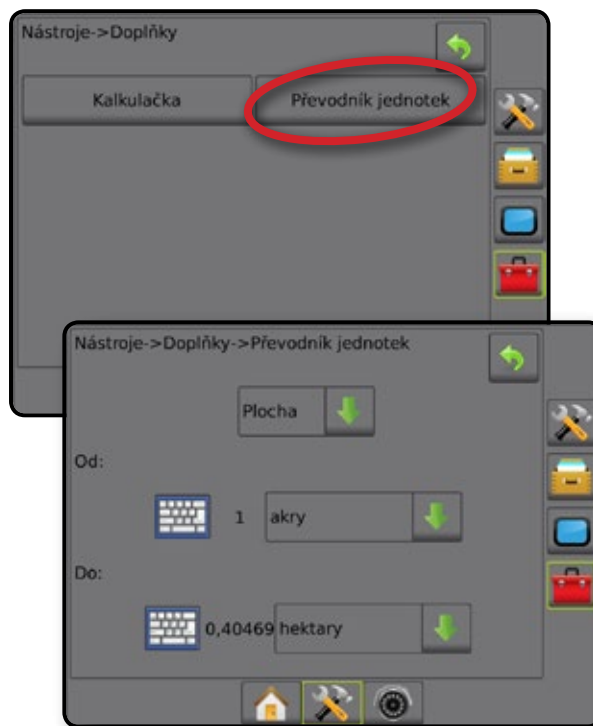 Nástroje->Doplňky
Kalkulačka Převodník jednotek
Nástroje->Doplňky->Převodník jednotek
Plocha
Od:
1 akry
Do:
0,40469 hektary